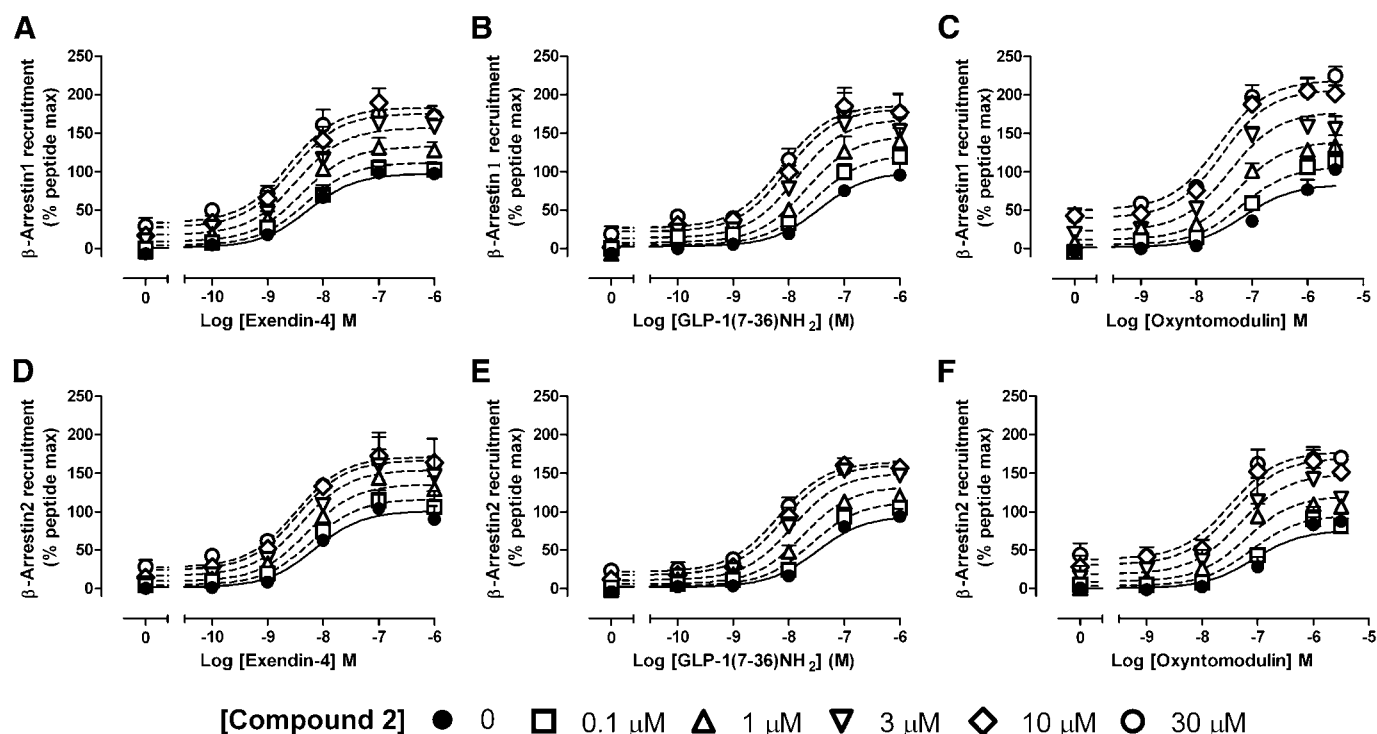 A
β-Arrestin1 recruitment
(% peptide max)
250
200
150
100
50
0
0
-10
-9
-8
-7
-6
Log [Exendin-4] M
B
β-Arrestin 1 recruitment
(% peptide max)
250
200
150
100
50
0
0
-10
-9
-8
-7
-6
Log [GLP-1(7-36)NH2] (M)
C
β-Arrestin1 recruitment
(% peptide max)
250
200
150
100
50
0
0
-9
-8
-7
-6
-5
Log [Oxyntomodulin] M
D
β-Arrestin2 recruitment
(% peptide max)
250
200
150
100
50
0
0
-10
-9
-8
-7
-6
Log [Exendin-4] M
E
β-Arrestin2 recruitment
(% peptide max)
250
200
150
100
50
0
0
-10
-9
-8
-7
-6
Log [GLP-1(7-36)NH2] (M)
F
β-Arrestin2 recruitment
(% peptide max)
250
200
150
100
50
0
0
-9
-8
-7
-6
-5
Log [Oxyntomodulin] M
[Compound 2] 0 0.1 μM 1 μM 3 μM 10 μM 30 μM